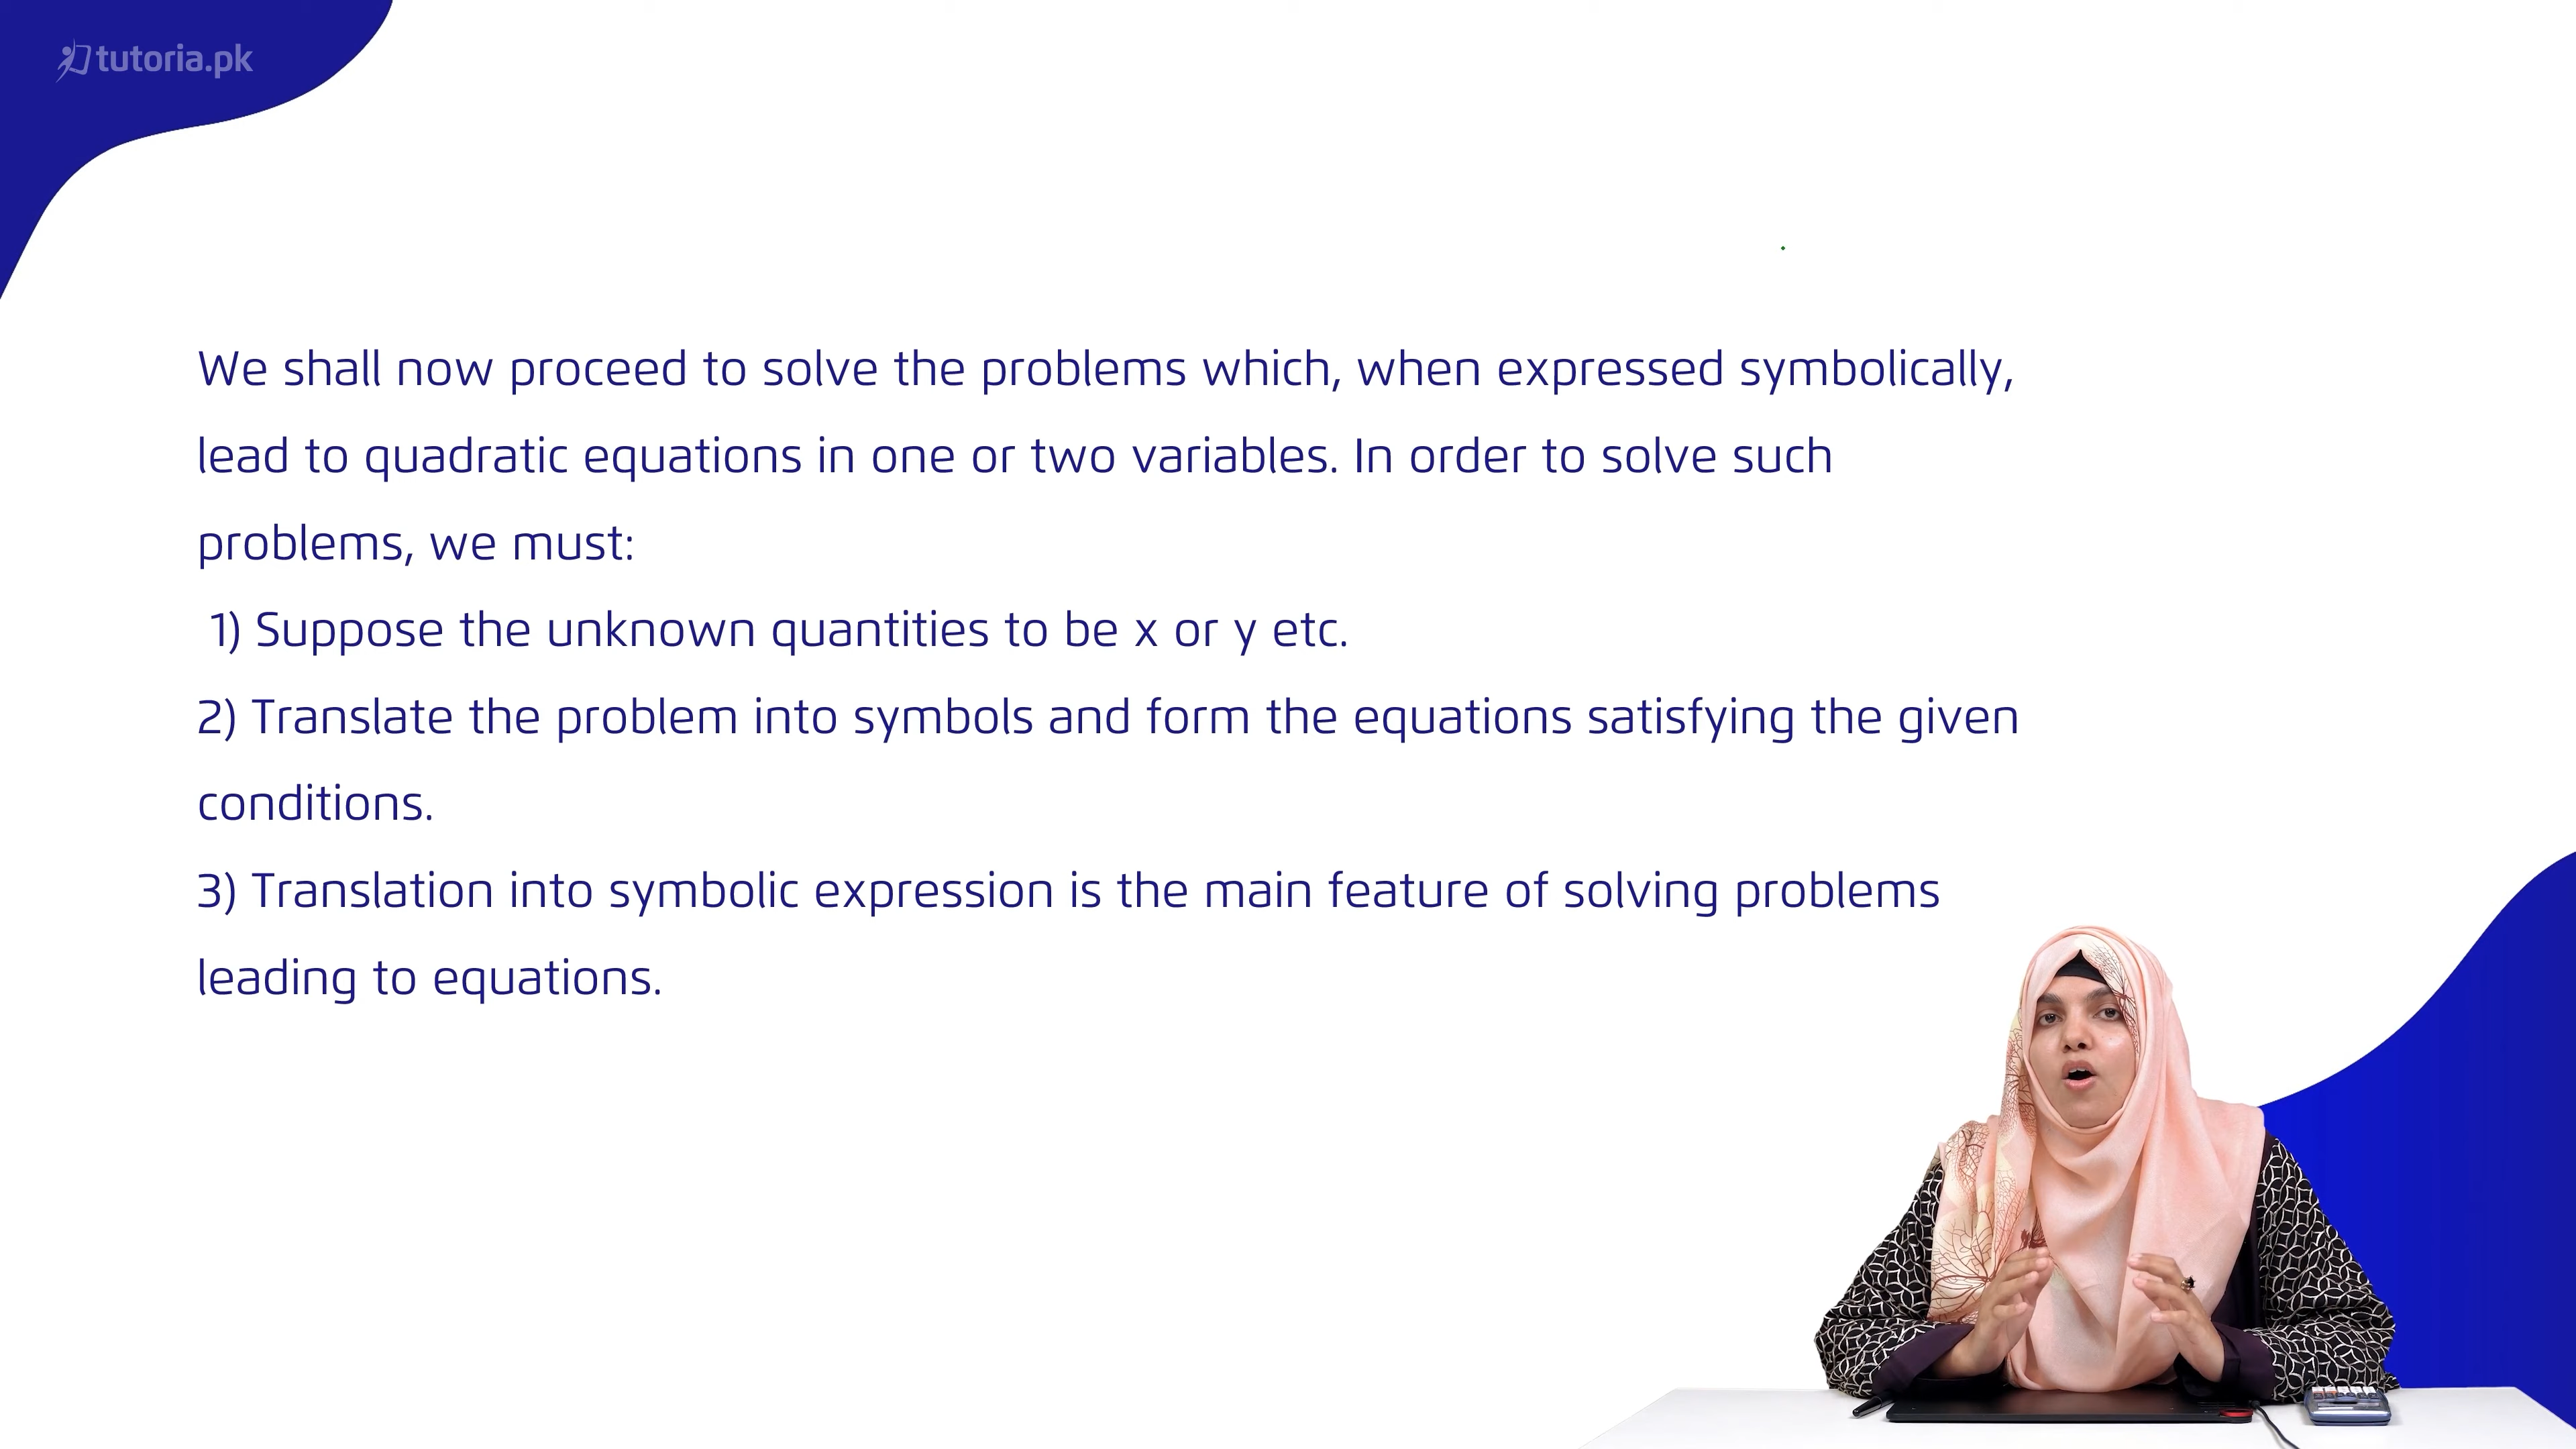 tutoria.pk
We shall now proceed to solve the problems which, when expressed symbolically,
lead to quadratic equations in one or two variables. In order to solve such
problems, we must:
1) Suppose the unknown quantities to be x or y etc.
2) Translate the problem into symbols and form the equations satisfying the given
conditions.
3) Translation into symbolic expression is the main feature of solving problems
leading to equations.